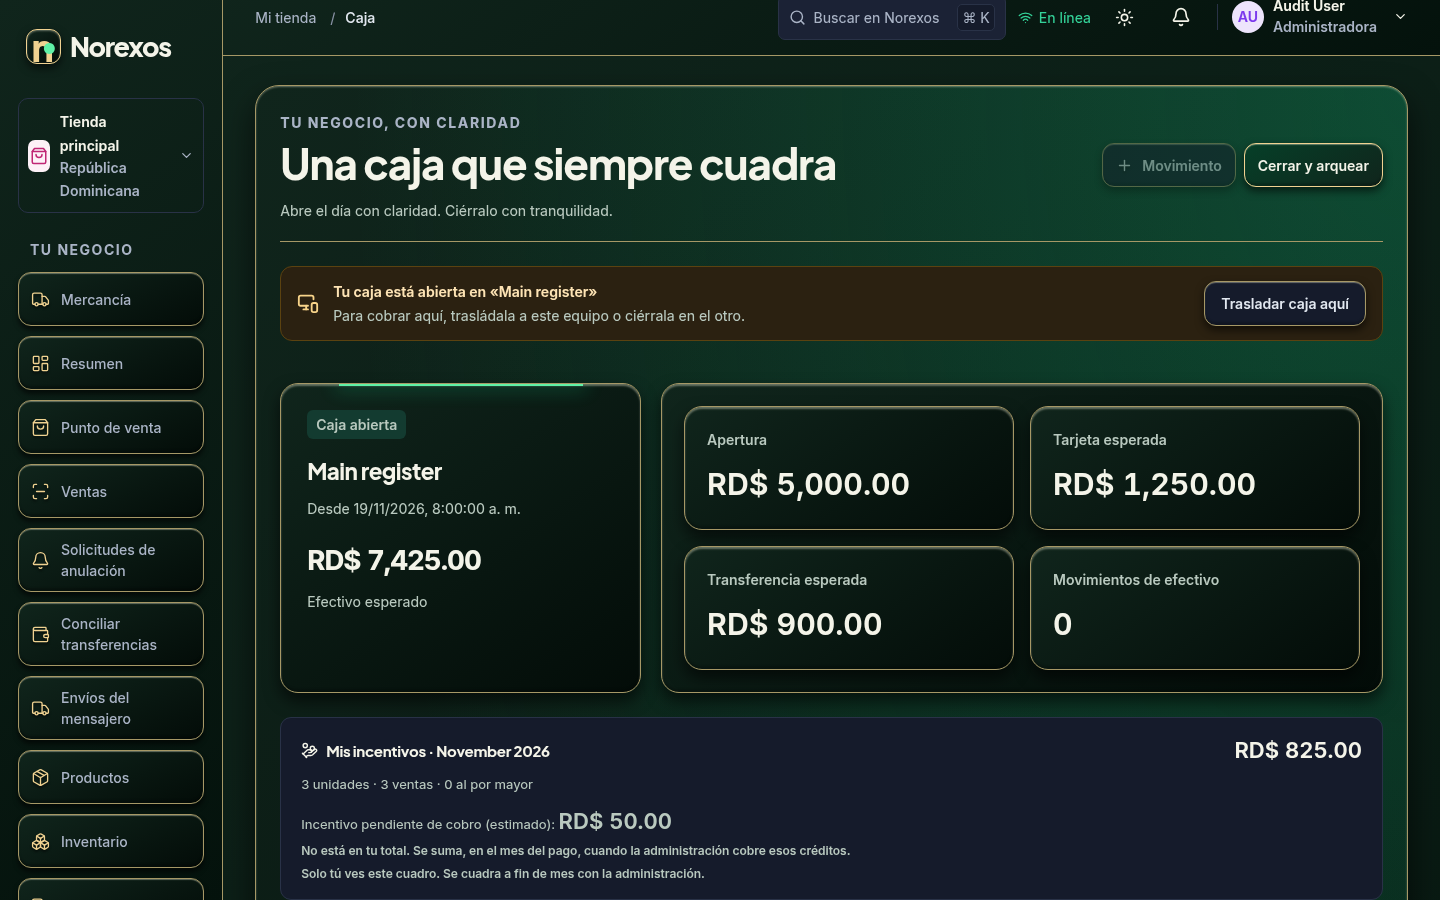 Norexos
Mi tienda / Caja
Buscar en Norexos ⌘ K
En línea
AU
Audit User
Administradora
Tienda
principal
República
Dominicana
TU NEGOCIO
Mercancía
Resumen
Punto de venta
Ventas
Solicitudes de
anulación
Conciliar
transferencias
Envíos del
mensajero
Productos
Inventario
TU NEGOCIO, CON CLARIDAD
Una caja que siempre cuadra
Abre el día con claridad. Ciérralo con tranquilidad.
+ Movimiento
Cerrar y arquear
Tu caja está abierta en «Main register»
Para cobrar aquí, trasládala a este equipo o ciérrala en el otro.
Trasladar caja aquí
Caja abierta
Main register
Desde 19/11/2026, 8:00:00 a. m.
RD$ 7,425.00
Efectivo esperado
Apertura
RD$ 5,000.00
Tarjeta esperada
RD$ 1,250.00
Transferencia esperada
RD$ 900.00
Movimientos de efectivo
0
Mis incentivos · November 2026
RD$ 825.00
3 unidades · 3 ventas · 0 al por mayor
Incentivo pendiente de cobro (estimado): RD$ 50.00
No está en tu total. Se suma, en el mes del pago, cuando la administración cobre esos créditos.
Solo tú ves este cuadro. Se cuadra a fin de mes con la administración.